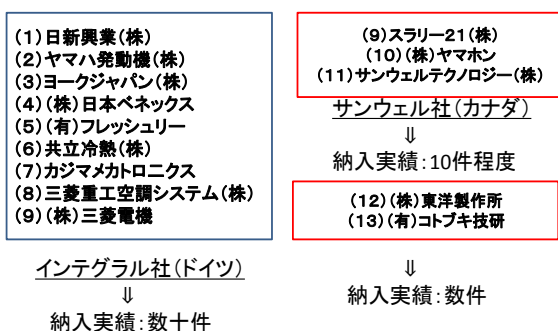 (1)日新興業(株)
(2)ヤマハ発動機(株)
(3)ヨークジャパン(株)
(4)(株)日本ベネックス
(5)(有)フレッシュリー
(6)共立冷熱(株)
(7)カジマメカトロニクス
(8)三菱重工空調システム(株)
(9)(株)三菱電機
インテグラル社(ドイツ)
⇓
納入実績:数十件
(9)スラリー21(株)
(10)(株)ヤマホン
(11)サンウェルテクノロジー(株)
サンウェル社(カナダ)
⇓
納入実績:10件程度
(12)(株)東洋製作所
(13)(有)コトブキ技研
⇓
納入実績:数件